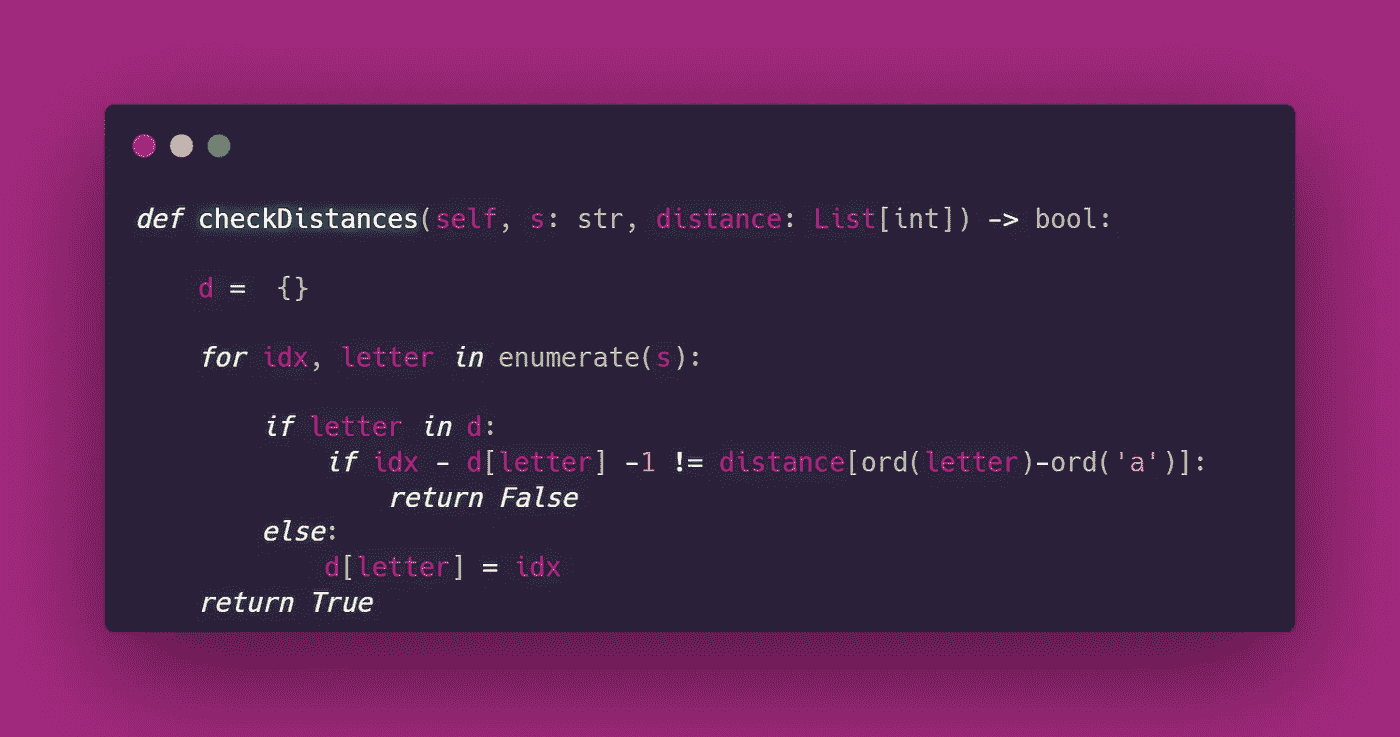 def checkDistances(self, s: str, distance: List[int]) -> bool:
    d =  {}
    for idx, letter in enumerate(s):
        if letter in d:
            if idx - d[letter] -1 != distance[ord(letter)-ord('a')]:
                return False
        else:
            d[letter] = idx
    return True